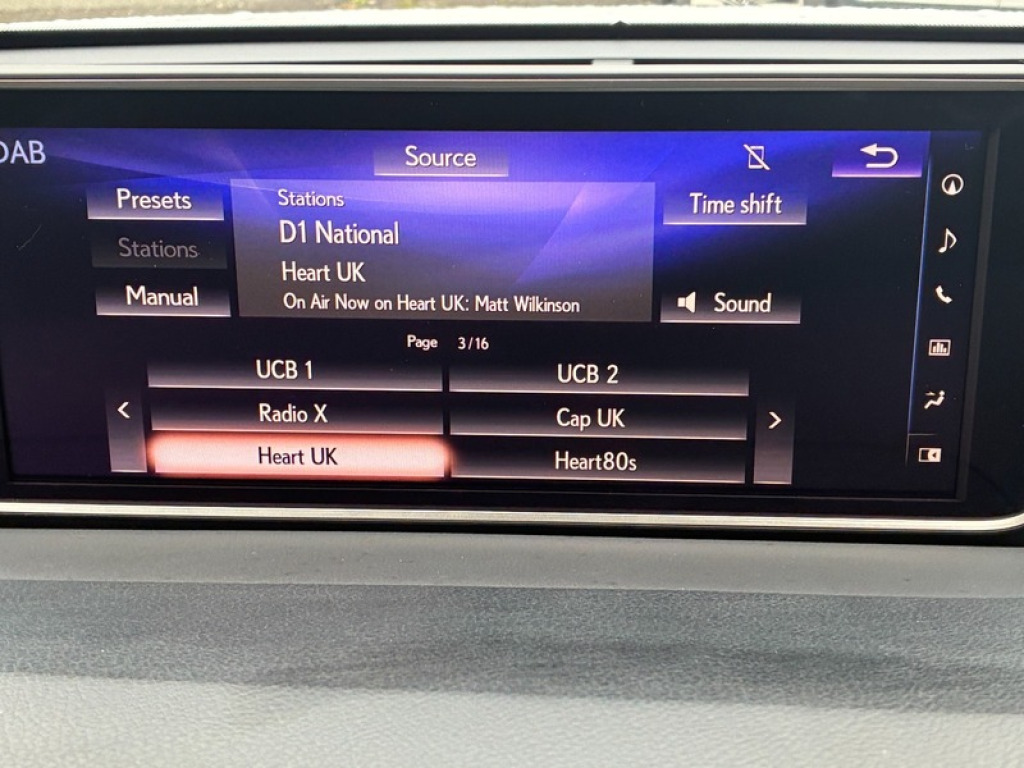 DAB
Source
Presets
Stations
Time shift
D1 National
Stations
Heart UK
Manual
On Air Now on Heart UK: Matt Wilkinson
Sound
Page 3/16
UCB 1
UCB 2
Radio X
Cap UK
<
>
Heart UK
Heart80s